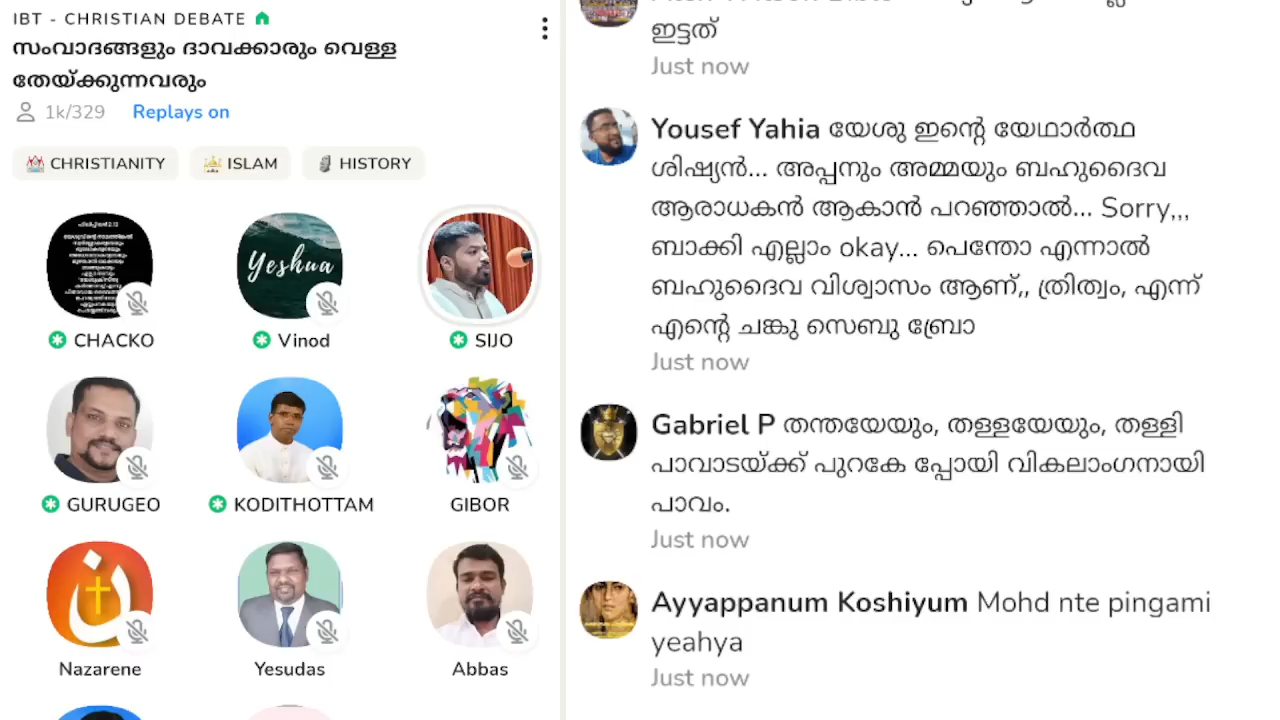 IBT - CHRISTIAN DEBATE
സംവാദങ്ങളും ദാവക്കാരും വെള്ള
തേയ്ക്കുന്നവരും
1k/329 Replays on
CHRISTIANITY ISLAM HISTORY
Yeshua
CHACKO Vinod SIJO
GURUGEO KODITHOTTAM GIBOR
Nazarene Yesudas Abbas
ഇട്ടത്
Just now
Yousef Yahia യേശു ഇന്റെ യേഥാർത്ഥ
ശിഷ്യൻ... അപ്പനും അമ്മയും ബഹുദൈവ
ആരാധകൻ ആകാൻ പറഞ്ഞാൽ... Sorry,,,
ബാക്കി എല്ലാം okay... പെന്തോ എന്നാൽ
ബഹുദൈവ വിശ്വാസം ആണ്,, ത്രിത്വം, എന്ന്
എന്റെ ചങ്കു സെബു ബ്രോ
Just now
Gabriel P തന്തയേയും, തള്ളയേയും, തള്ളി
പാവാടയ്ക്ക് പുറകേ പ്പോയി വികലാംഗനായി
പാവം.
Just now
Ayyappanum Koshiyum Mohd nte pingami
yeahya
Just now